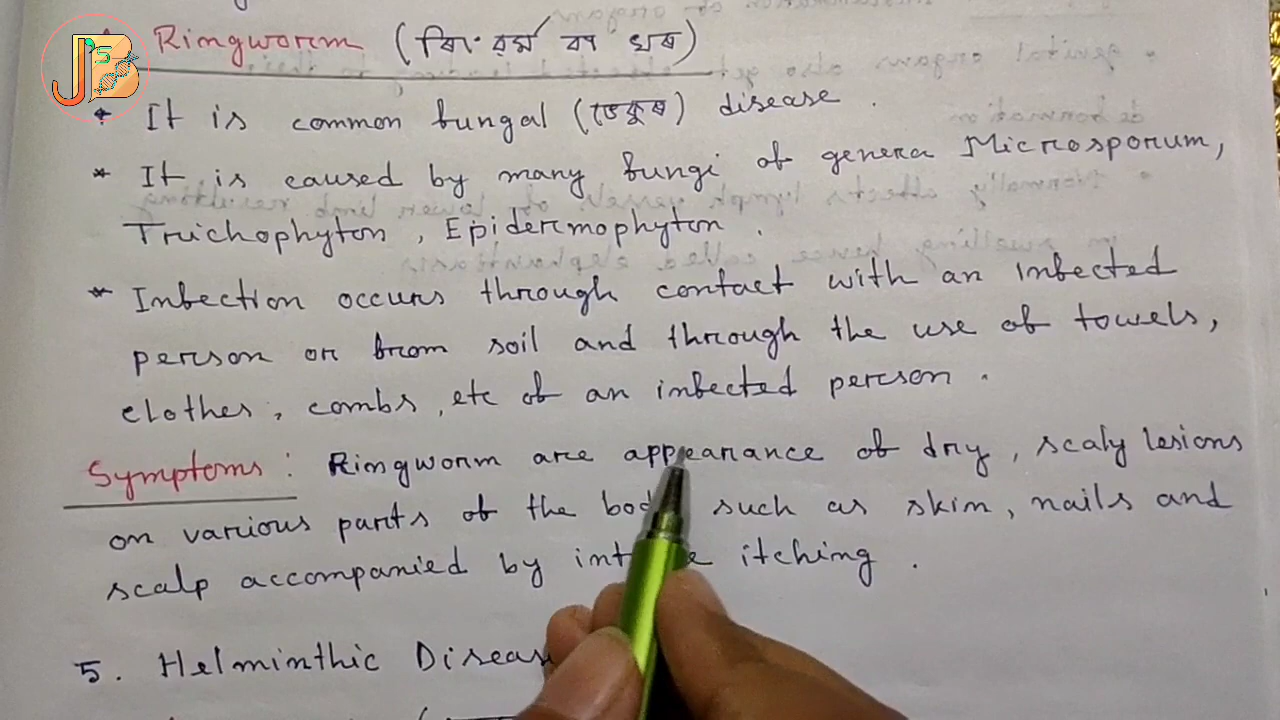 Ringworm (ৰিংৱৰ্ম বা খৰ)
* It is common fungal (ভেকুৰ) disease.
* It is caused by many fungi of genera Microsporum,
Trichophyton, Epidermophyton.
* Infection occurs through contact with an infected
person or from soil and through the use of towels,
clothes, combs, etc of an infected person.
Symptoms: Ringworm are appearance of dry, scaly lesions
on various parts of the body such as skin, nails and
scalp accompanied by itching.
5. Helminthic